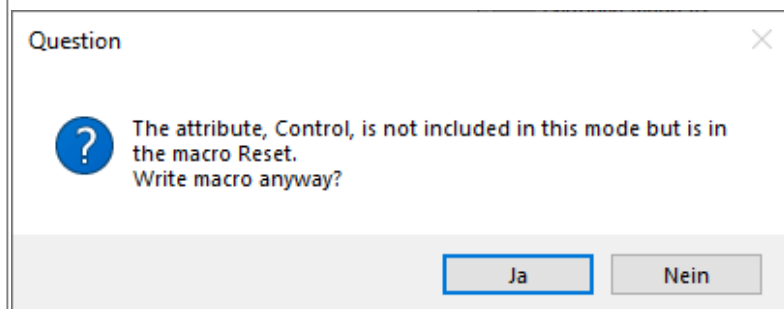 Question
The attribute, Control, is not included in this mode but is in
the macro Reset.
Write macro anyway?
Ja
Nein